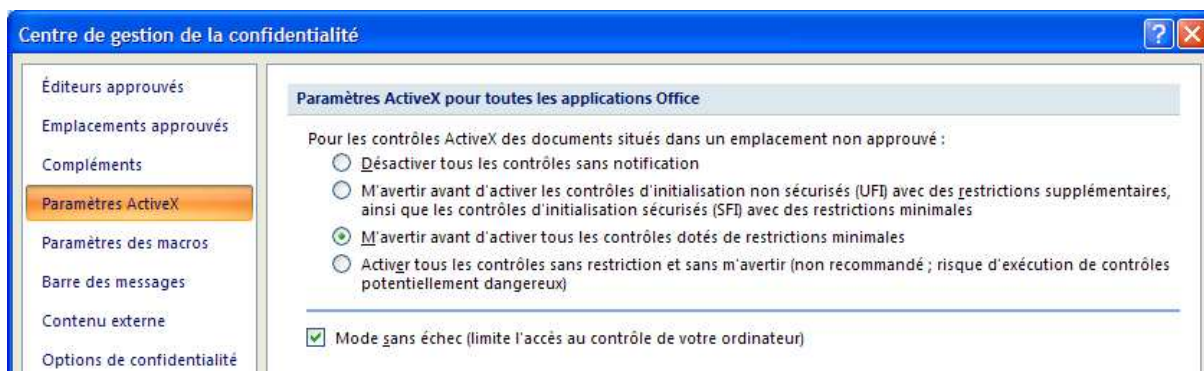 Centre de gestion de la confidentialité
Éditeurs approuvés
Emplacements approuvés
Compléments
Paramètres ActiveX
Paramètres des macros
Barre des messages
Contenu externe
Options de confidentialité
Paramètres ActiveX pour toutes les applications Office
Pour les contrôles ActiveX des documents situés dans un emplacement non approuvé :
Désactiver tous les contrôles sans notification
M'avertir avant d'activer les contrôles d'initialisation non sécurisés (UFI) avec des restrictions supplémentaires,
ainsi que les contrôles d'initialisation sécurisés (SFI) avec des restrictions minimales
M'avertir avant d'activer tous les contrôles dotés de restrictions minimales
Activer tous les contrôles sans restriction et sans m'avertir (non recommandé ; risque d'exécution de contrôles
potentiellement dangereux)
Mode sans échec (limite l'accès au contrôle de votre ordinateur)